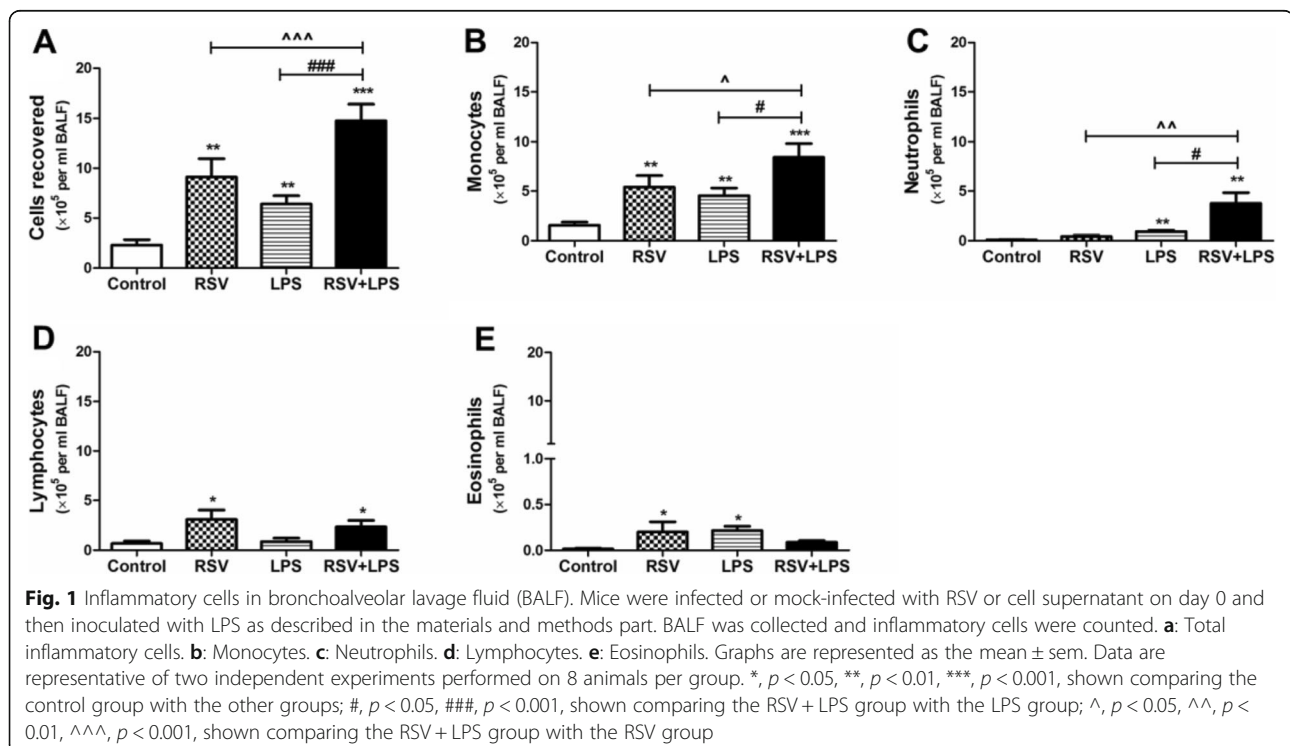 A
Cells recovered
(×10⁵ per ml BALF)
20
15
10
5
0
^^^
###
**
**
***
Control RSV LPS RSV+LPS
B
Monocytes
(×10⁵ per ml BALF)
20
15
10
5
0
^
#
**
**
***
Control RSV LPS RSV+LPS
C
Neutrophils
(×10⁵ per ml BALF)
20
15
10
5
0
^^
#
**
**
Control RSV LPS RSV+LPS
D
Lymphocytes
(×10⁵ per ml BALF)
20
15
10
5
0
*
*
Control RSV LPS RSV+LPS
E
Eosinophils
(×10⁵ per ml BALF)
20
10
1.0
0.5
0.0
*
*
Control RSV LPS RSV+LPS
Fig. 1 Inflammatory cells in bronchoalveolar lavage fluid (BALF). Mice were infected or mock-infected with RSV or cell supernatant on day 0 and
then inoculated with LPS as described in the materials and methods part. BALF was collected and inflammatory cells were counted. a: Total
inflammatory cells. b: Monocytes. c: Neutrophils. d: Lymphocytes. e: Eosinophils. Graphs are represented as the mean ± sem. Data are
representative of two independent experiments performed on 8 animals per group. *, p < 0.05, **, p < 0.01, ***, p < 0.001, shown comparing the
control group with the other groups; #, p < 0.05, ###, p < 0.001, shown comparing the RSV + LPS group with the LPS group; ^, p < 0.05, ^^, p <
0.01, ^^^, p < 0.001, shown comparing the RSV + LPS group with the RSV group